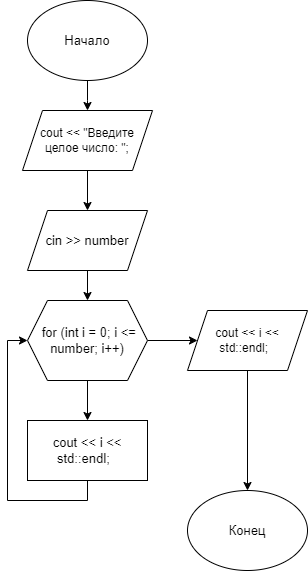 Начало
cout << "Введите
целое число: ";
cin >> number
for (int i = 0; i <=
number; i++)
cout << i <<
std::endl;
cout << i <<
std::endl;
Конец